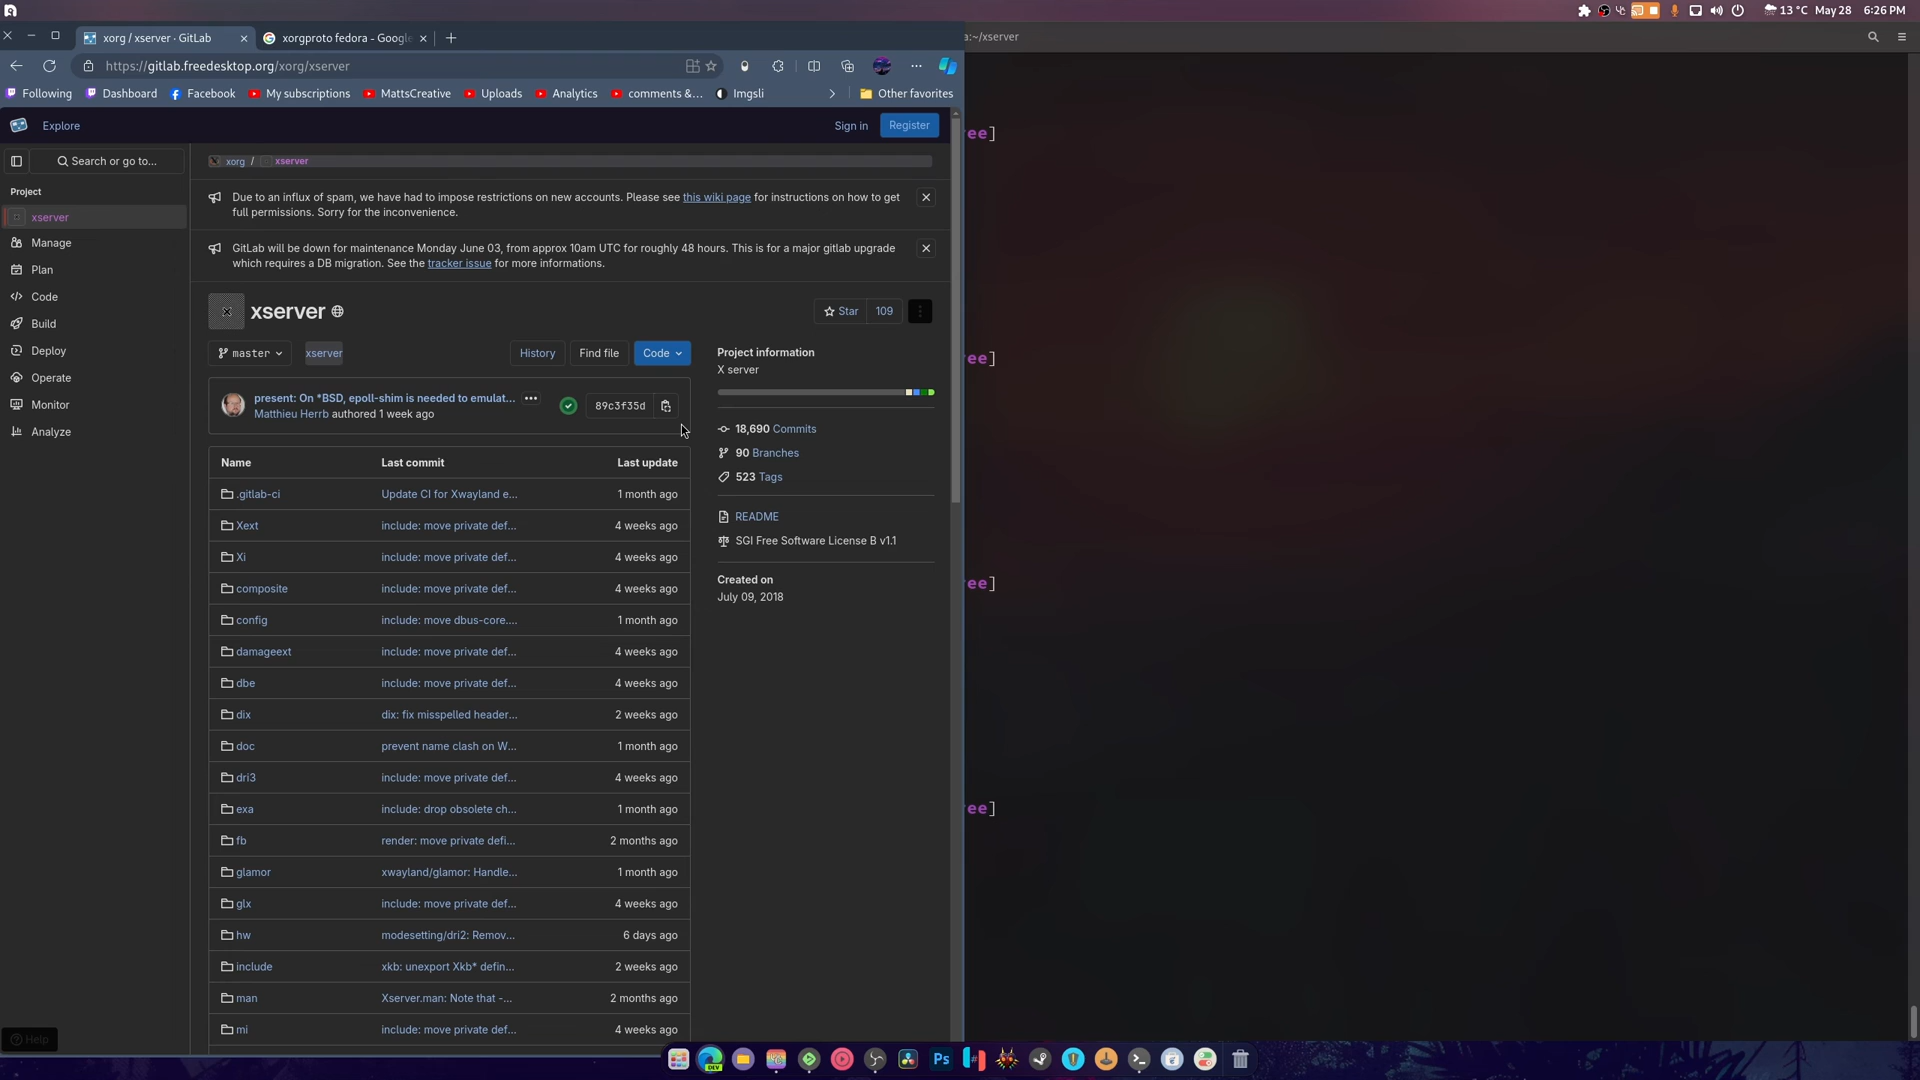 13 °C May 28 6:26 PM
xorg / xserver · GitLab
xorgproto fedora - Google
a:~/xserver
https://gitlab.freedesktop.org/xorg/xserver
Following
Dashboard
Facebook
My subscriptions
MattsCreative
Uploads
Analytics
comments &...
Imgsli
Other favorites
Explore
Sign in
Register
Search or go to...
xorg / xserver
Project
xserver
Manage
Plan
Code
Build
Deploy
Operate
Monitor
Analyze
Help
Due to an influx of spam, we have had to impose restrictions on new accounts. Please see this wiki page for instructions on how to get
full permissions. Sorry for the inconvenience.
GitLab will be down for maintenance Monday June 03, from approx 10am UTC for roughly 48 hours. This is for a major gitlab upgrade
which requires a DB migration. See the tracker issue for more informations.
xserver
Star 109
master
xserver
History
Find file
Code
present: On *BSD, epoll-shim is needed to emulat...
Matthieu Herrb authored 1 week ago
89c3f35d
Name Last commit Last update
.gitlab-ci Update CI for Xwayland e... 1 month ago
Xext include: move private def... 4 weeks ago
Xi include: move private def... 4 weeks ago
composite include: move private def... 4 weeks ago
config include: move dbus-core.... 1 month ago
damageext include: move private def... 4 weeks ago
dbe include: move private def... 4 weeks ago
dix dix: fix misspelled header... 2 weeks ago
doc prevent name clash on W... 1 month ago
dri3 include: move private def... 4 weeks ago
exa include: drop obsolete ch... 1 month ago
fb render: move private defi... 2 months ago
glamor xwayland/glamor: Handle... 1 month ago
glx include: move private def... 4 weeks ago
hw modesetting/dri2: Remov... 6 days ago
include xkb: unexport Xkb* defin... 2 weeks ago
man Xserver.man: Note that -... 2 months ago
mi include: move private def... 4 weeks ago
Project information
X server
18,690 Commits
90 Branches
523 Tags
README
SGI Free Software License B v1.1
Created on
July 09, 2018
ee]
ee]
ee]
ee]
DEV
Ps